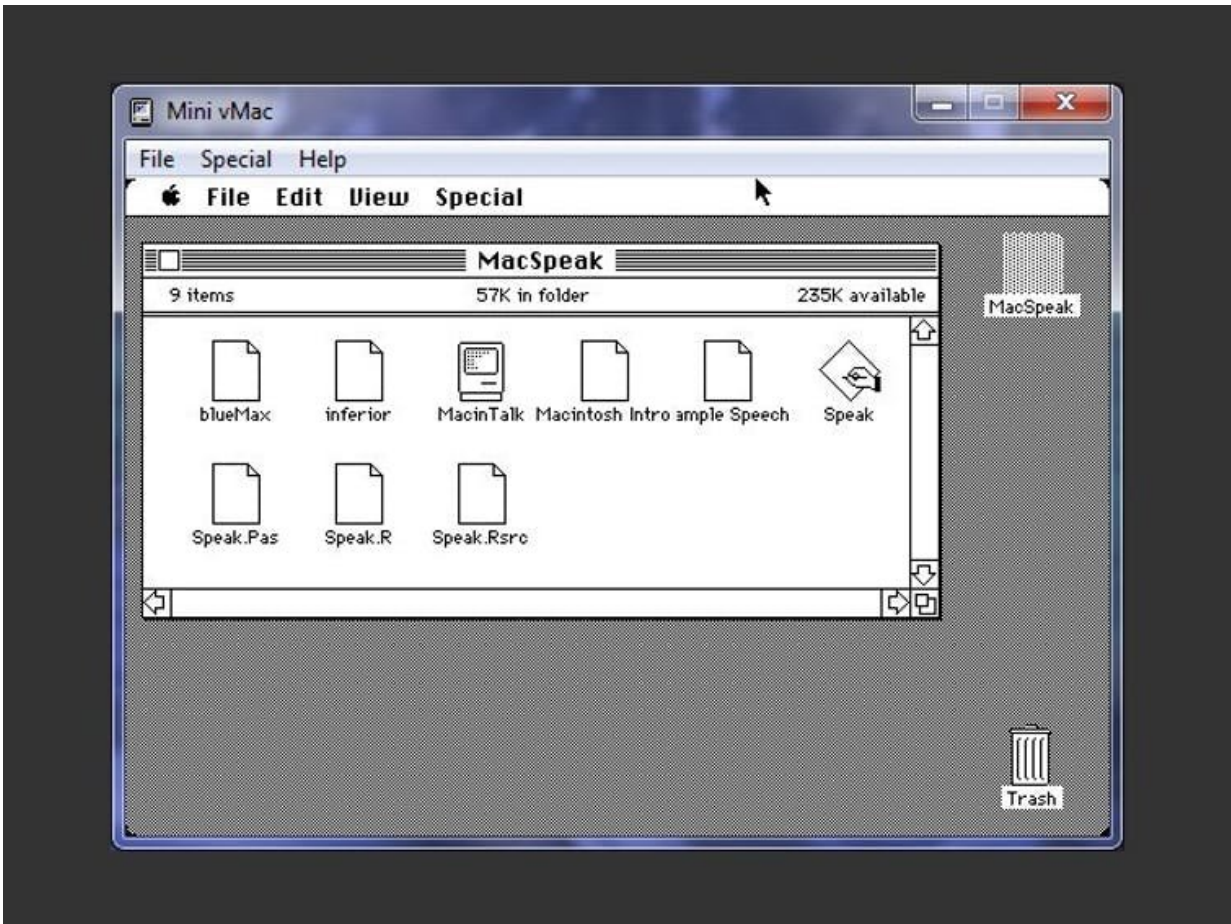 Mini vMac
File Special Help
File Edit View Special
MacSpeak
9 items 57K in folder 235K available
MacSpeak
blueMax inferior MacinTalk Macintosh Intro ample Speech Speak
Speak.Pas Speak.R Speak.Rsrc
Trash